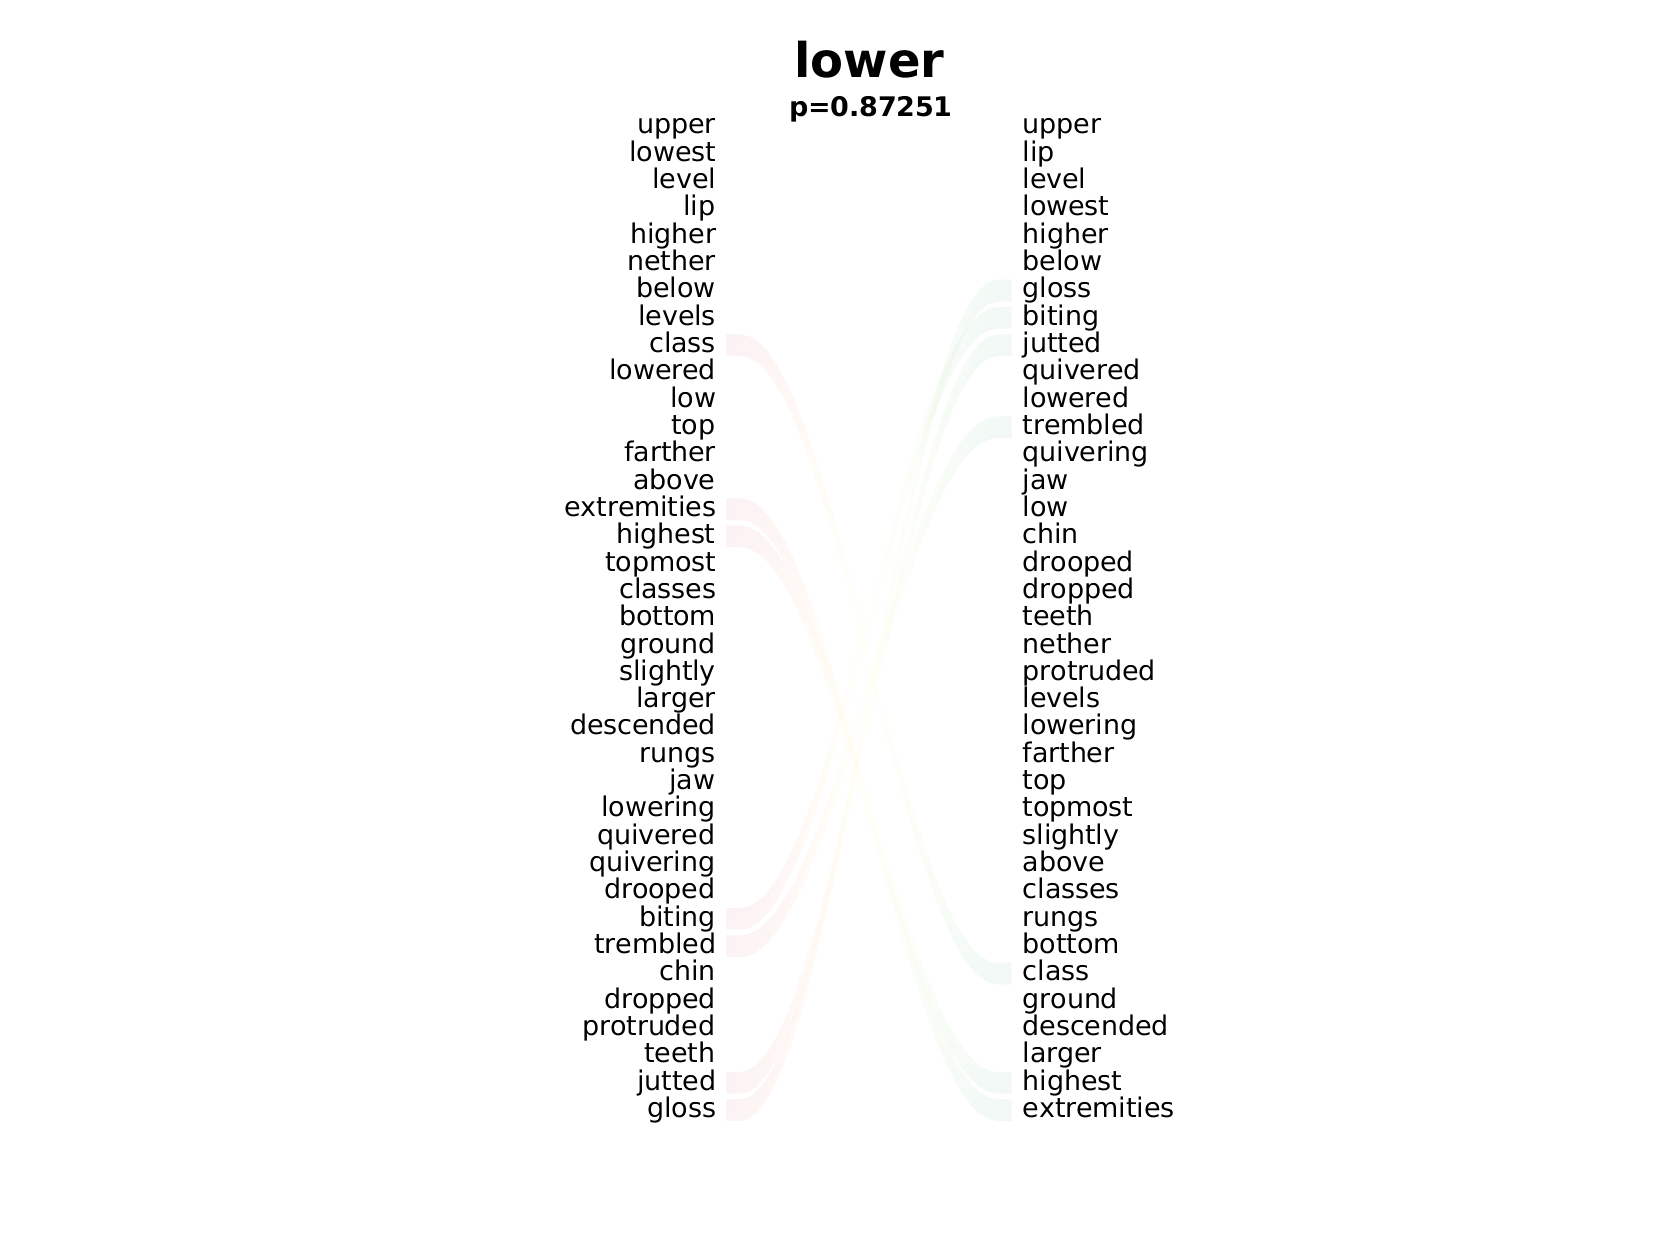 lower
p=0.87251
upper upper
lowest lip
level level
lip lowest
higher higher
nether below
below gloss
levels biting
class jutted
lowered quivered
low lowered
top trembled
farther quivering
above jaw
extremities low
highest chin
topmost drooped
classes dropped
bottom teeth
ground nether
slightly protruded
larger levels
descended lowering
rungs farther
jaw top
lowering topmost
quivered slightly
quivering above
drooped classes
biting rungs
trembled bottom
chin class
dropped ground
protruded descended
teeth larger
jutted highest
gloss extremities